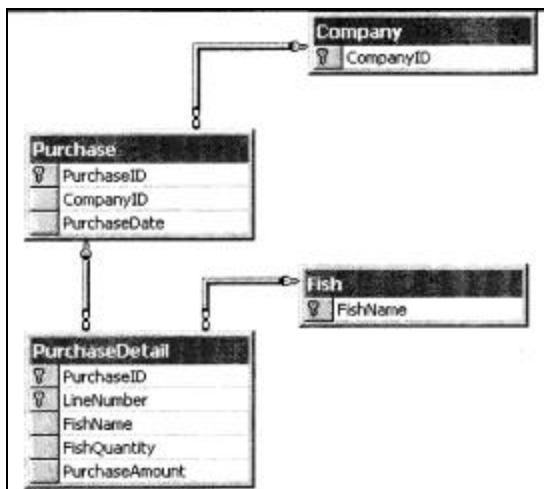 Company
CompanyID
Purchase
PurchaseID
CompanyID
PurchaseDate
Fish
FishName
PurchaseDetail
PurchaseID
LineNumber
FishName
FishQuantity
PurchaseAmount